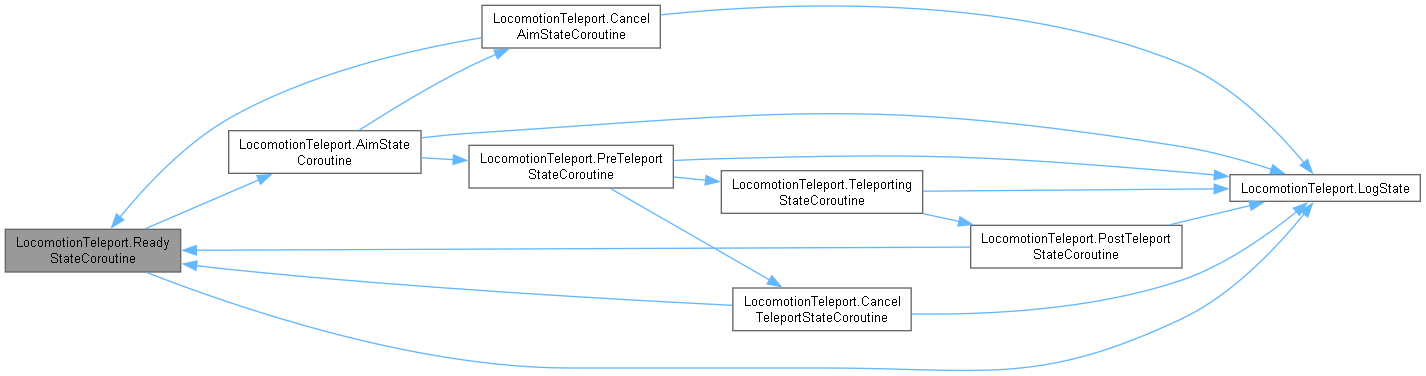 LocomotionTeleport.Cancel
AimStateCoroutine
LocomotionTeleport.AimState
Coroutine
LocomotionTeleport.PreTeleport
StateCoroutine
LocomotionTeleport.Teleporting
StateCoroutine
LocomotionTeleport.LogState
LocomotionTeleport.Ready
StateCoroutine
LocomotionTeleport.PostTeleport
StateCoroutine
LocomotionTeleport.Cancel
TeleportStateCoroutine